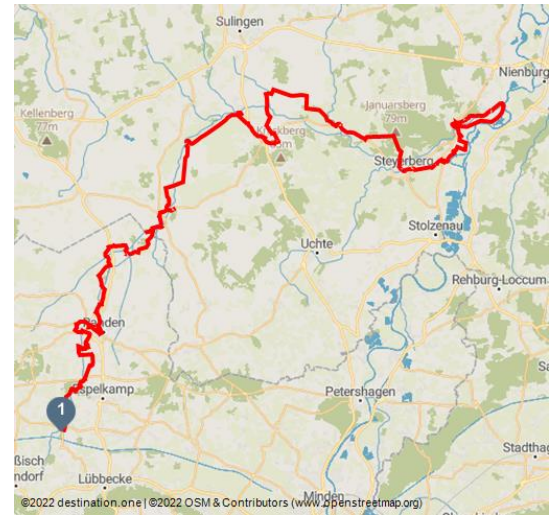 Sulingen
Kellenberg
77m
Januarsberg
79m
Nienburg
Steyerberg
Stolzenau
Uchte
Rehburg-Loccum
1
Petershagen
Stadthag
Lübbecke
Minden
©2022 destination.one | ©2022 OSM & Contributors (www.openstreetmap.org)